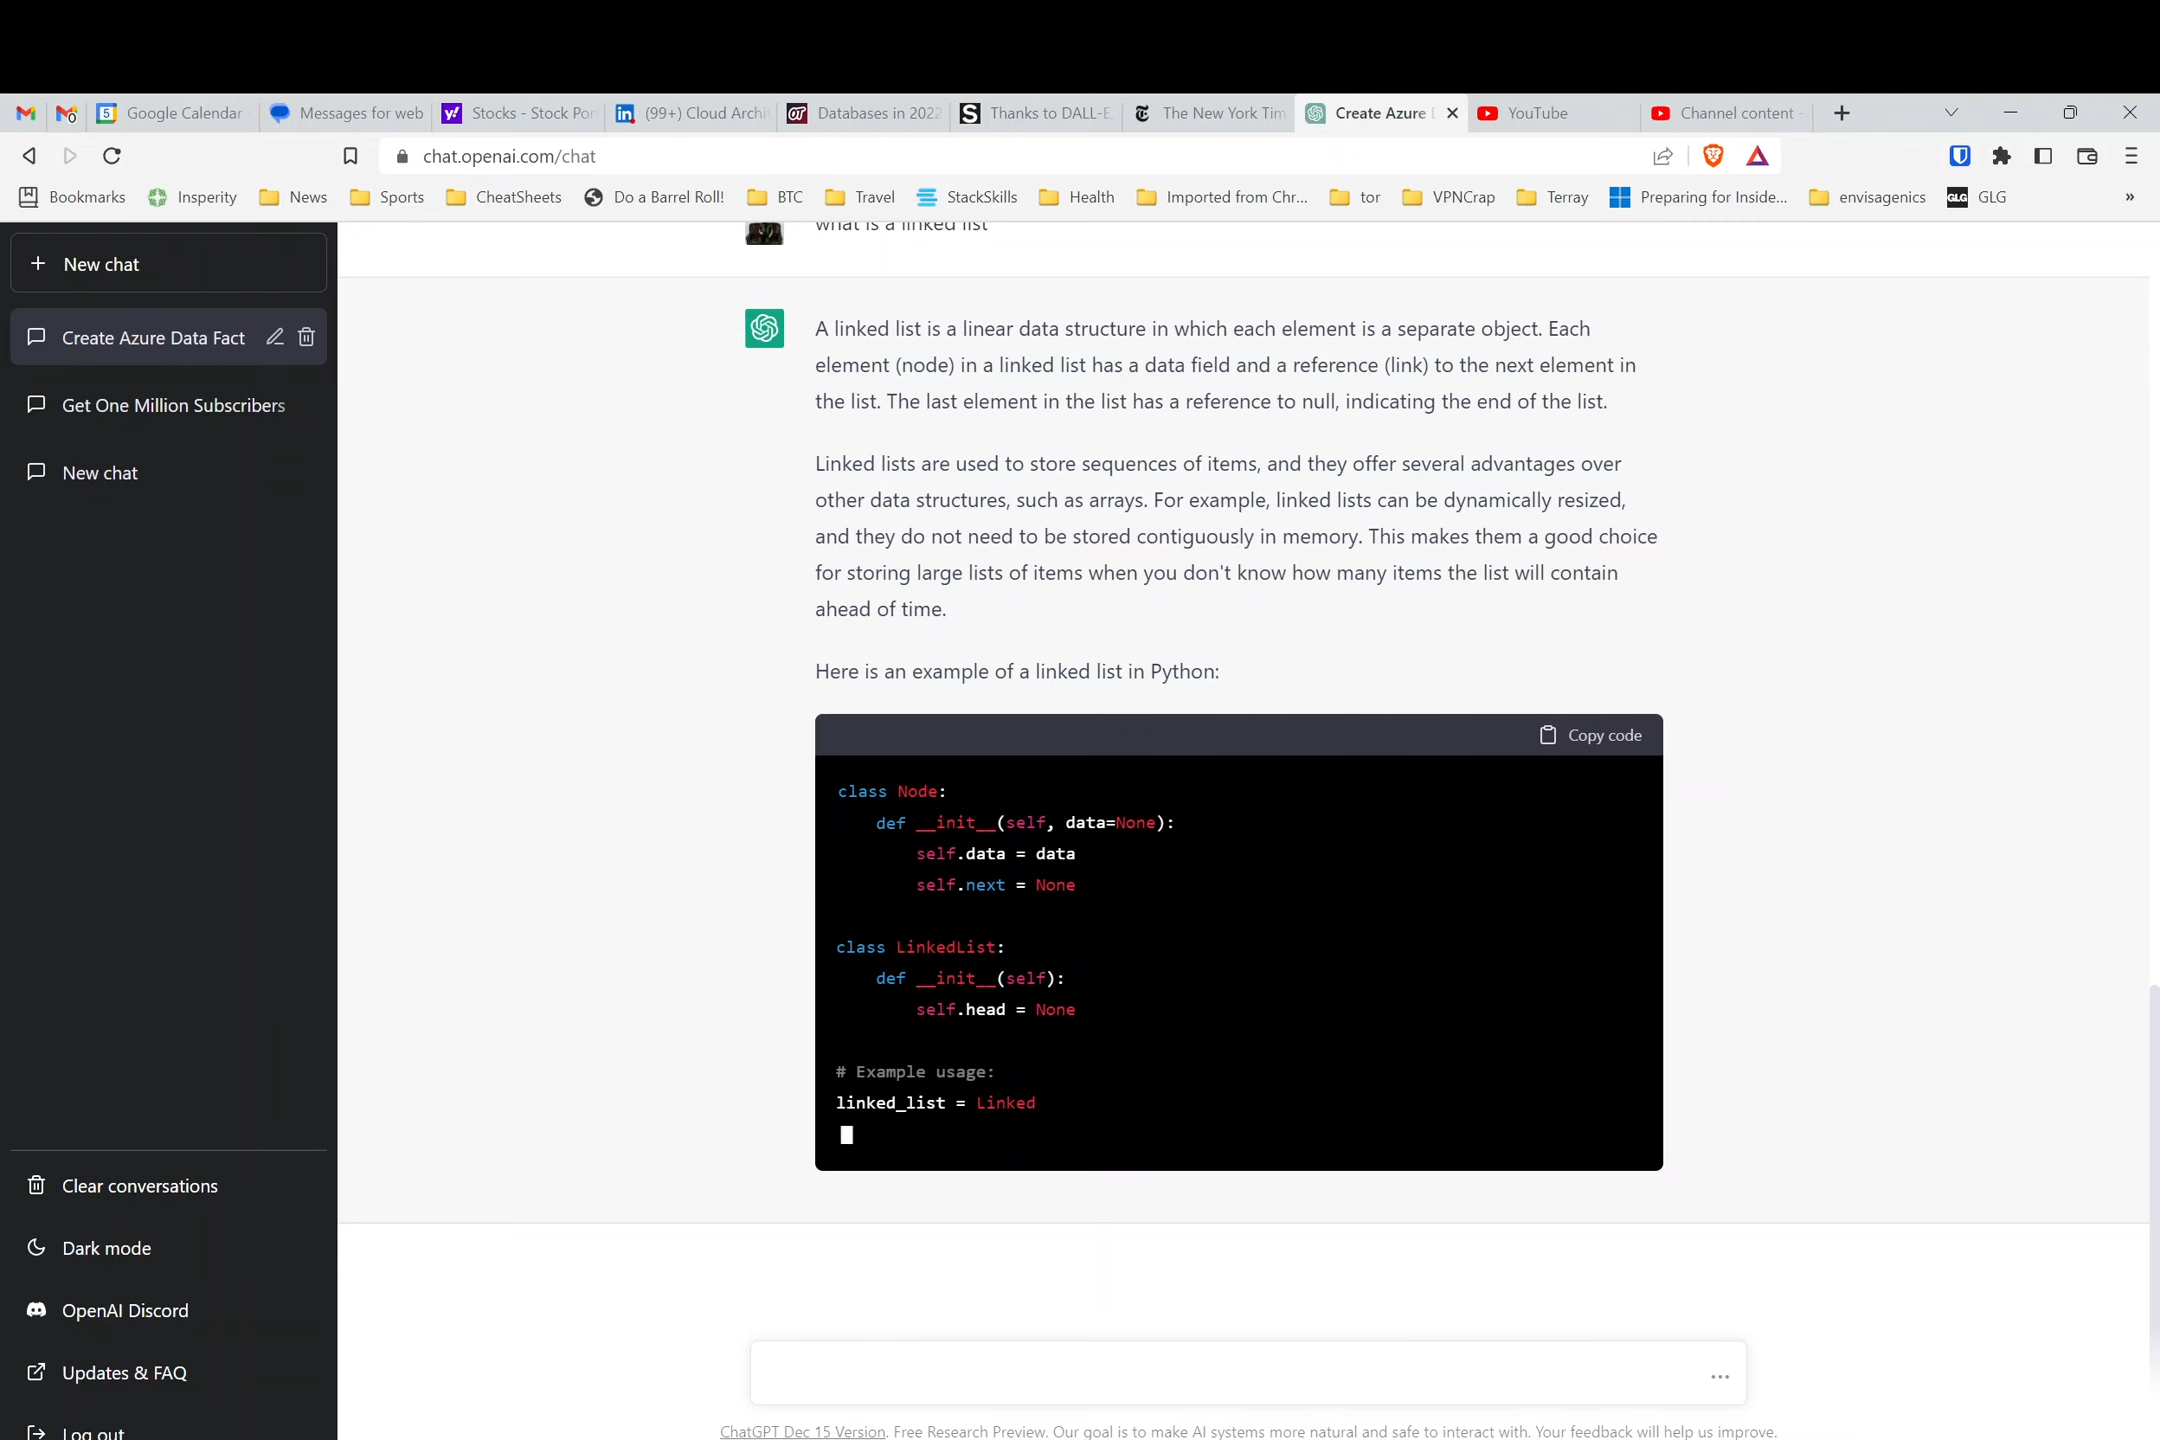 Google Calendar
Messages for web
Stocks - Stock Por
(99+) Cloud Archi
Databases in 2022
Thanks to DALL-E
The New York Tim
Create Azure D
YouTube
Channel content -
chat.openai.com/chat
Bookmarks
Insperity
News
Sports
CheatSheets
Do a Barrel Roll!
BTC
Travel
StackSkills
Health
Imported from Chr...
tor
VPNCrap
Terray
Preparing for Inside...
envisagenics
GLG GLG
»
New chat
Create Azure Data Fact
Get One Million Subscribers
New chat
what is a linked list
A linked list is a linear data structure in which each element is a separate object. Each
element (node) in a linked list has a data field and a reference (link) to the next element in
the list. The last element in the list has a reference to null, indicating the end of the list.
Linked lists are used to store sequences of items, and they offer several advantages over
other data structures, such as arrays. For example, linked lists can be dynamically resized,
and they do not need to be stored contiguously in memory. This makes them a good choice
for storing large lists of items when you don't know how many items the list will contain
ahead of time.
Here is an example of a linked list in Python:
Copy code
class Node:
    def __init__(self, data=None):
        self.data = data
        self.next = None
class LinkedList:
    def __init__(self):
        self.head = None
# Example usage:
linked_list = Linked
Clear conversations
Dark mode
OpenAI Discord
Updates & FAQ
Log out
...
ChatGPT Dec 15 Version. Free Research Preview. Our goal is to make AI systems more natural and safe to interact with. Your feedback will help us improve.